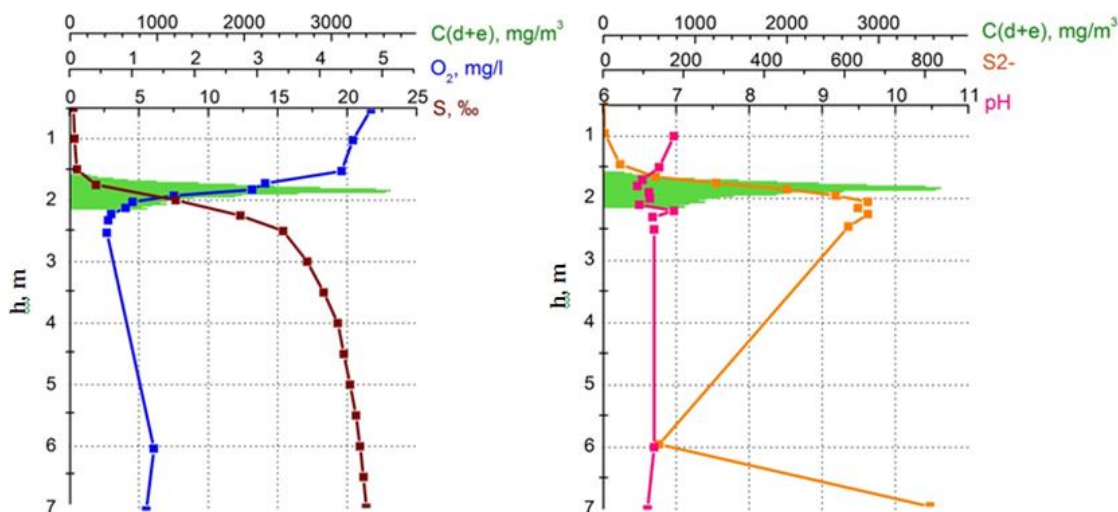 0 1000 2000 3000
C(d+e), mg/m³
0 1 2 3 4 5
O₂, mg/l
0 5 10 15 20 25
S, ‰
1
2
3
4
5
6
7
h, m
0 1000 2000 3000
C(d+e), mg/m³
0 200 400 600 800
S2-
6 7 8 9 10 11
pH
1
2
3
4
5
6
7
h, m